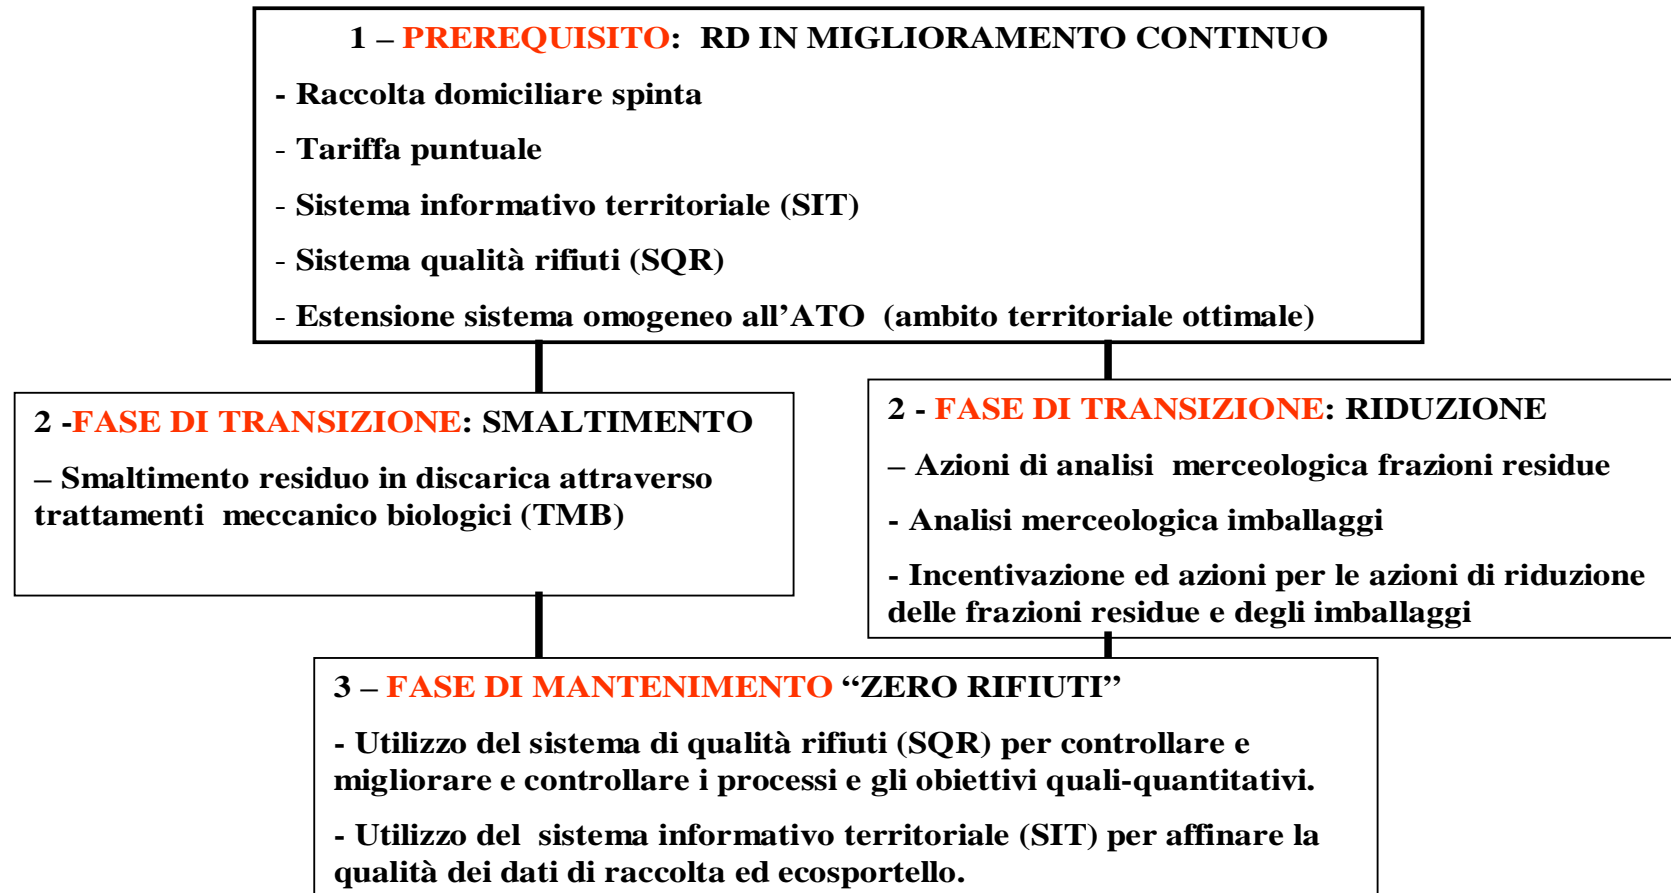 1 – PREREQUISITO: RD IN MIGLIORAMENTO CONTINUO
- Raccolta domiciliare spinta
- Tariffa puntuale
- Sistema informativo territoriale (SIT)
- Sistema qualità rifiuti (SQR)
- Estensione sistema omogeneo all’ATO (ambito territoriale ottimale)
2 -FASE DI TRANSIZIONE: SMALTIMENTO
– Smaltimento residuo in discarica attraverso
trattamenti meccanico biologici (TMB)
2 - FASE DI TRANSIZIONE: RIDUZIONE
– Azioni di analisi merceologica frazioni residue
- Analisi merceologica imballaggi
- Incentivazione ed azioni per le azioni di riduzione
delle frazioni residue e degli imballaggi
3 – FASE DI MANTENIMENTO “ZERO RIFIUTI”
- Utilizzo del sistema di qualità rifiuti (SQR) per controllare e
migliorare e controllare i processi e gli obiettivi quali-quantitativi.
- Utilizzo del sistema informativo territoriale (SIT) per affinare la
qualità dei dati di raccolta ed ecosportello.